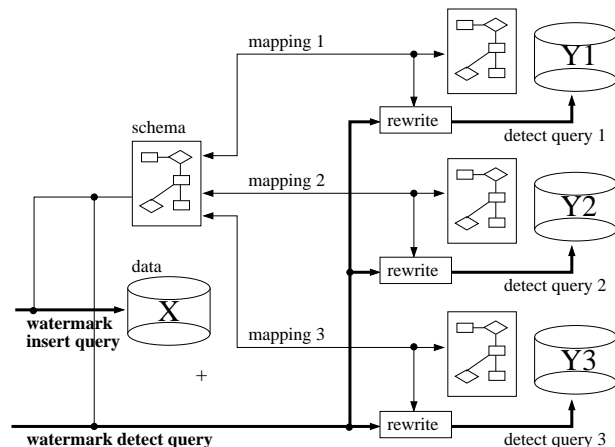 mapping 1
Y1
rewrite
detect query 1
schema
mapping 2
Y2
rewrite
detect query 2
data
X
watermark
insert query
mapping 3
+
Y3
rewrite
watermark detect query
detect query 3